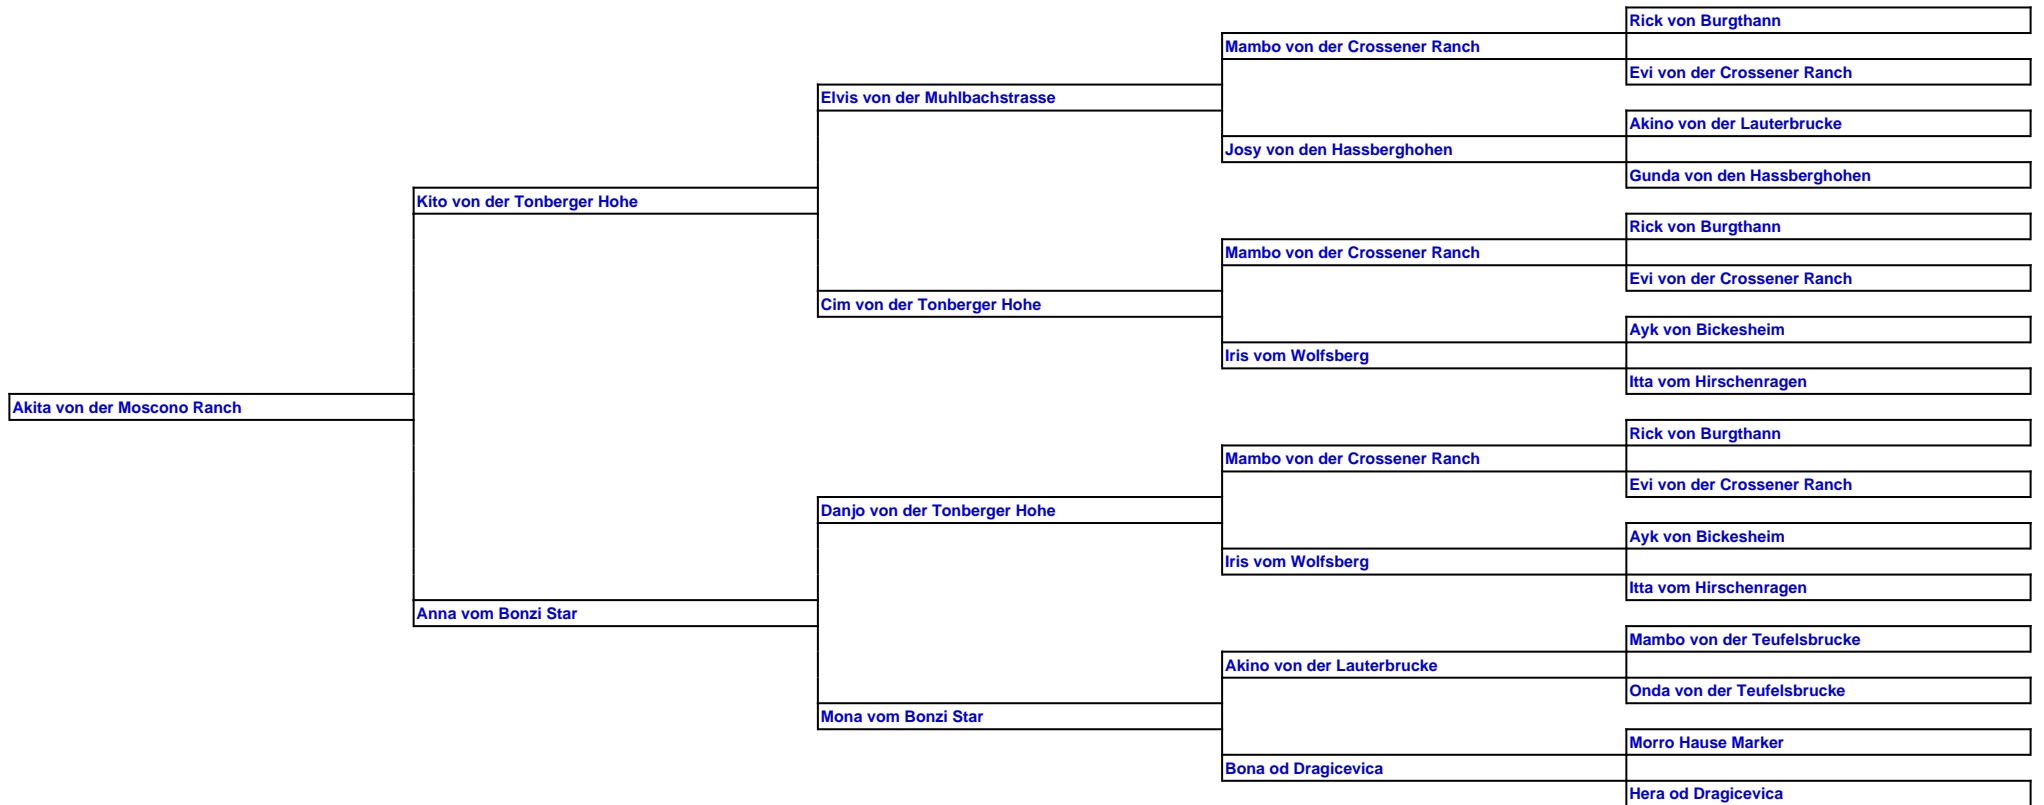 Rick von Burgthann
Mambo von der Crossener Ranch
Evi von der Crossener Ranch
Elvis von der Muhlbachstrasse
Akino von der Lauterbrucke
Josy von den Hassberghohen
Gunda von den Hassberghohen
Kito von der Tonberger Hohe
Rick von Burgthann
Mambo von der Crossener Ranch
Evi von der Crossener Ranch
Cim von der Tonberger Hohe
Ayk von Bickesheim
Iris vom Wolfsberg
Itta vom Hirschenragen
Akita von der Moscono Ranch
Rick von Burgthann
Mambo von der Crossener Ranch
Evi von der Crossener Ranch
Danjo von der Tonberger Hohe
Ayk von Bickesheim
Iris vom Wolfsberg
Itta vom Hirschenragen
Anna vom Bonzi Star
Mambo von der Teufelsbrucke
Akino von der Lauterbrucke
Onda von der Teufelsbrucke
Mona vom Bonzi Star
Morro Hause Marker
Bona od Dragicevica
Hera od Dragicevica